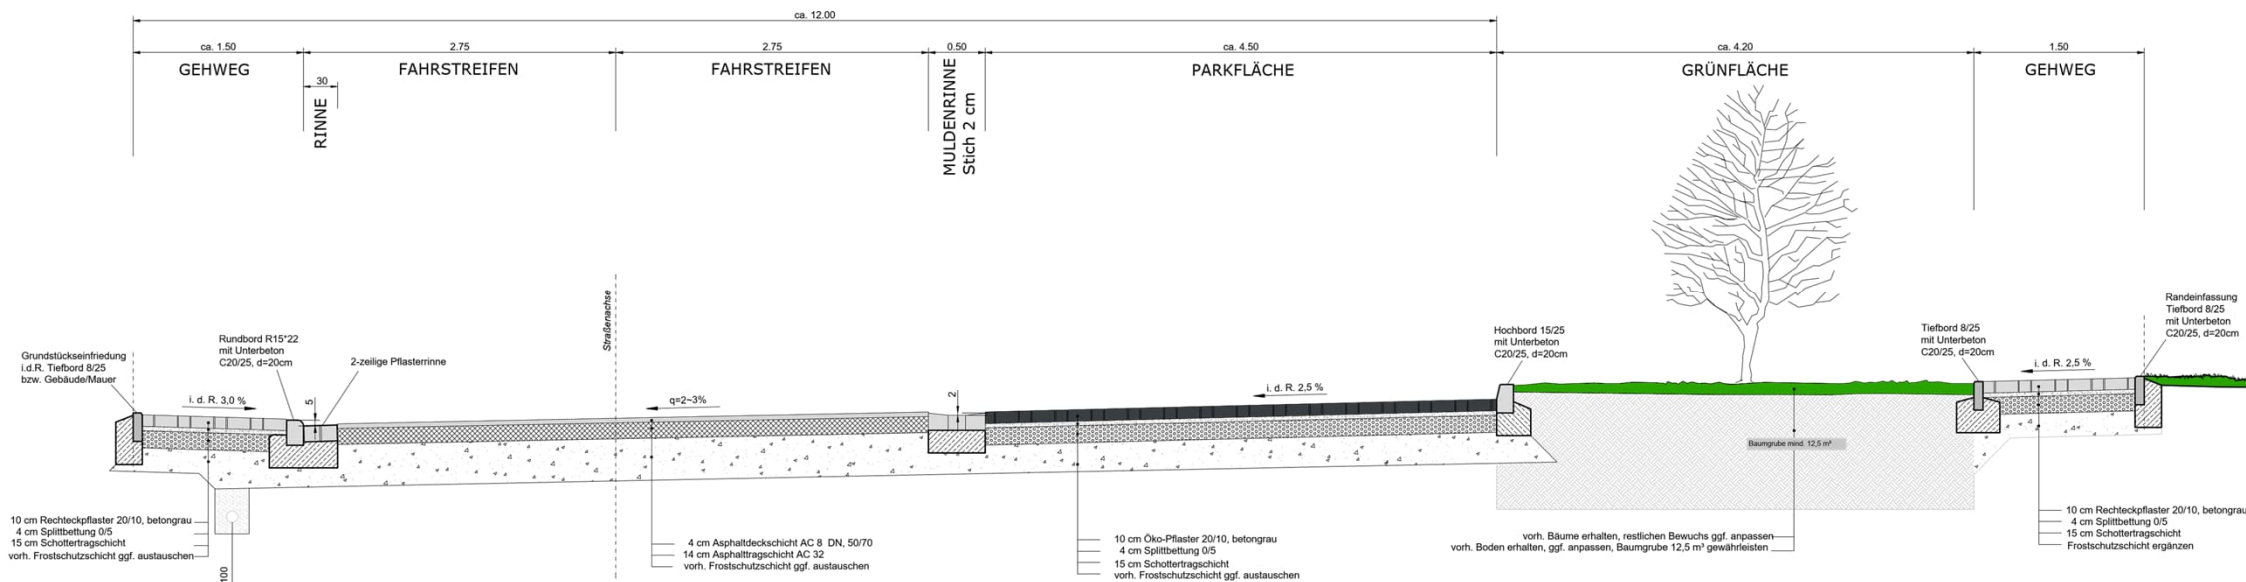 ca. 12.00
ca. 1.50
2.75
2.75
0.50
ca. 4.50
ca. 4.20
1.50
GEHWEG
FAHRSTREIFEN
FAHRSTREIFEN
PARKFLÄCHE
GRÜNFLÄCHE
GEHWEG
30
RINNE
MULDENRINNE
Stich 2 cm
Straßenachse
Grundstückseinfriedung
i.d.R. Tiefbord 8/25
bzw. Gebäude/Mauer
Rundbord R15*22
mit Unterbeton
C20/25, d=20cm
2-zeilige Pflasterrinne
Hochbord 15/25
mit Unterbeton
C20/25, d=20cm
Tiefbord 8/25
mit Unterbeton
C20/25, d=20cm
Randeinfassung
Tiefbord 8/25
mit Unterbeton
C20/25, d=20cm
i. d. R. 3,0 %
5
q=2~3%
2
i. d. R. 2,5 %
i. d. R. 2,5 %
Baumgrube mind. 12,5 m³
10 cm Rechteckpflaster 20/10, betongrau
4 cm Splittbettung 0/5
15 cm Schottertragschicht
vorh. Frostschutzschicht ggf. austauschen
100
4 cm Asphaltdeckschicht AC 8 DN, 50/70
14 cm Asphalttragschicht AC 32
vorh. Frostschutzschicht ggf. austauschen
10 cm Öko-Pflaster 20/10, betongrau
4 cm Splittbettung 0/5
15 cm Schottertragschicht
vorh. Frostschutzschicht ggf. austauschen
vorh. Bäume erhalten, restlichen Bewuchs ggf. anpassen
vorh. Boden erhalten, ggf. anpassen, Baumgrube 12,5 m³ gewährleisten
10 cm Rechteckpflaster 20/10, betongrau
4 cm Splittbettung 0/5
15 cm Schottertragschicht
Frostschutzschicht ergänzen